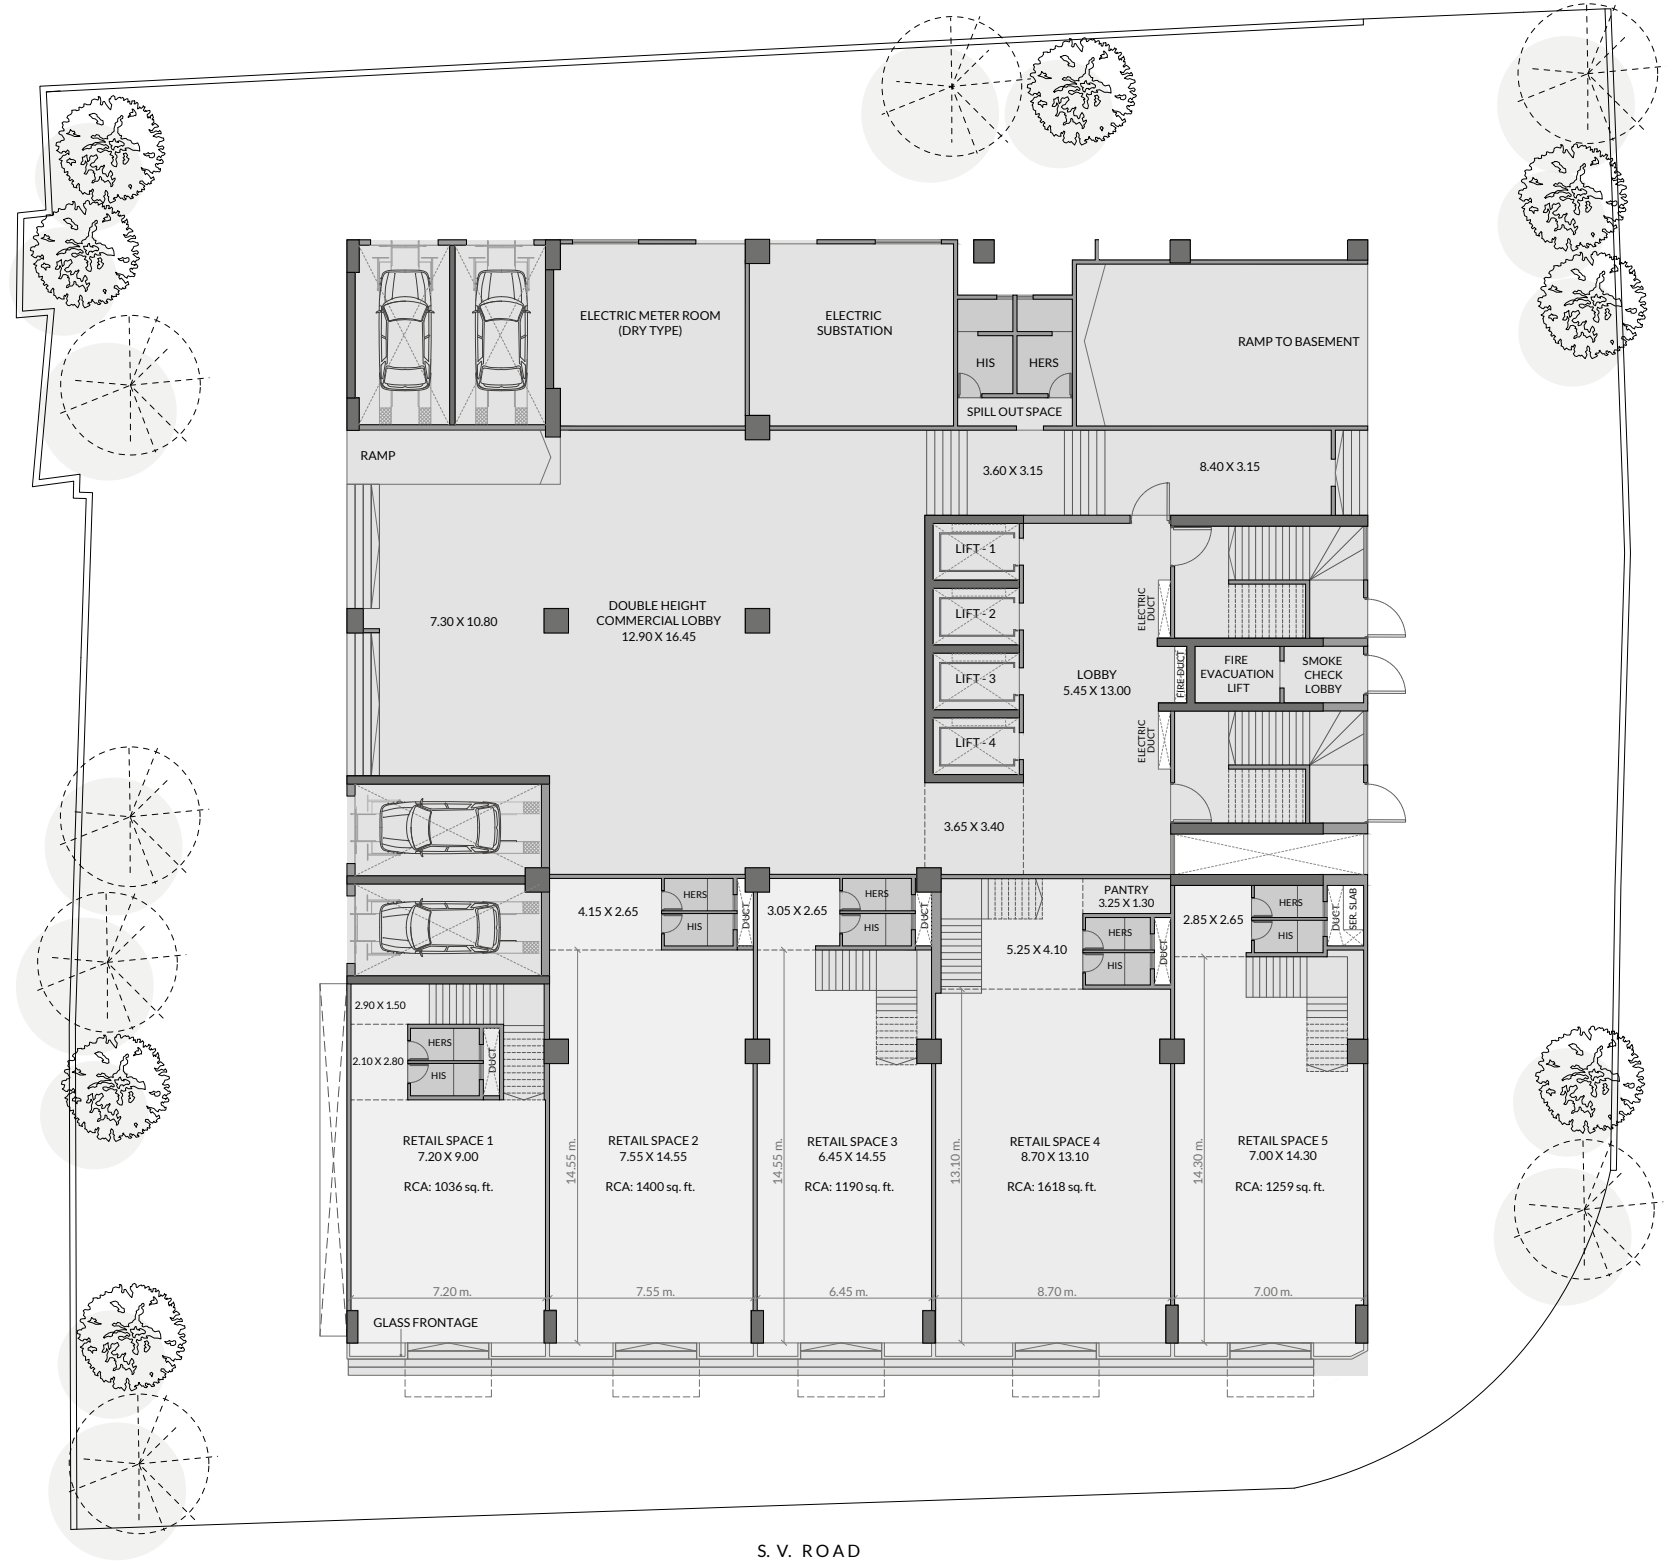 ELECTRIC METER ROOM
(DRY TYPE)
ELECTRIC
SUBSTATION
HIS
HERS
SPILL OUT SPACE
RAMP TO BASEMENT
RAMP
3.60 X 3.15
8.40 X 3.15
LIFT - 1
LIFT - 2
LIFT - 3
LIFT - 4
7.30 X 10.80
DOUBLE HEIGHT
COMMERCIAL LOBBY
12.90 X 16.45
LOBBY
5.45 X 13.00
ELECTRIC
DUCT
FIRE DUCT
FIRE
EVACUATION
LIFT
SMOKE
CHECK
LOBBY
ELECTRIC
DUCT
3.65 X 3.40
4.15 X 2.65
HERS
HIS
DUCT
3.05 X 2.65
HERS
HIS
DUCT
PANTRY
3.25 X 1.30
5.25 X 4.10
HERS
HIS
DUCT
2.85 X 2.65
HERS
HIS
DUCT
SER. SLAB
2.90 X 1.50
2.10 X 2.80
HERS
HIS
DUCT
RETAIL SPACE 1
7.20 X 9.00
RCA: 1036 sq. ft.
14.55 m.
RETAIL SPACE 2
7.55 X 14.55
RCA: 1400 sq. ft.
14.55 m.
RETAIL SPACE 3
6.45 X 14.55
RCA: 1190 sq. ft.
13.10 m.
RETAIL SPACE 4
8.70 X 13.10
RCA: 1618 sq. ft.
14.30 m.
RETAIL SPACE 5
7.00 X 14.30
RCA: 1259 sq. ft.
7.20 m.
7.55 m.
6.45 m.
8.70 m.
7.00 m.
GLASS FRONTAGE
S. V. ROAD